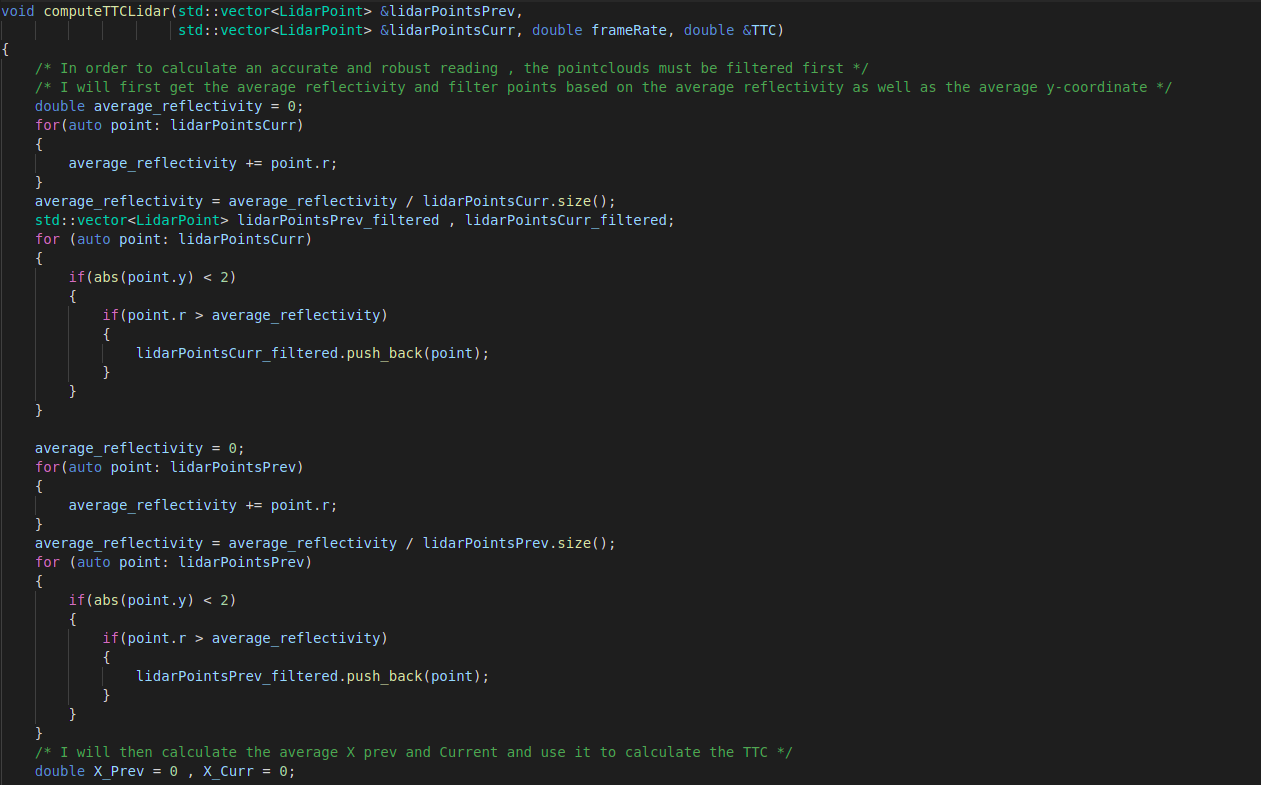 void computeTTCLidar(std::vector<LidarPoint> &lidarPointsPrev,
                     std::vector<LidarPoint> &lidarPointsCurr, double frameRate, double &TTC)
{
    /* In order to calculate an accurate and robust reading , the pointclouds must be filtered first */
    /* I will first get the average reflectivity and filter points based on the average reflectivity as well as the average y-coordinate */
    double average_reflectivity = 0;
    for(auto point: lidarPointsCurr)
    {
        average_reflectivity += point.r;
    }
    average_reflectivity = average_reflectivity / lidarPointsCurr.size();
    std::vector<LidarPoint> lidarPointsPrev_filtered , lidarPointsCurr_filtered;
    for (auto point: lidarPointsCurr)
    {
        if(abs(point.y) < 2)
        {
            if(point.r > average_reflectivity)
            {
                lidarPointsCurr_filtered.push_back(point);
            }
        }
    }

    average_reflectivity = 0;
    for(auto point: lidarPointsPrev)
    {
        average_reflectivity += point.r;
    }
    average_reflectivity = average_reflectivity / lidarPointsPrev.size();
    for (auto point: lidarPointsPrev)
    {
        if(abs(point.y) < 2)
        {
            if(point.r > average_reflectivity)
            {
                lidarPointsPrev_filtered.push_back(point);
            }
        }
    }
    /* I will then calculate the average X prev and Current and use it to calculate the TTC */
    double X_Prev = 0 , X_Curr = 0;